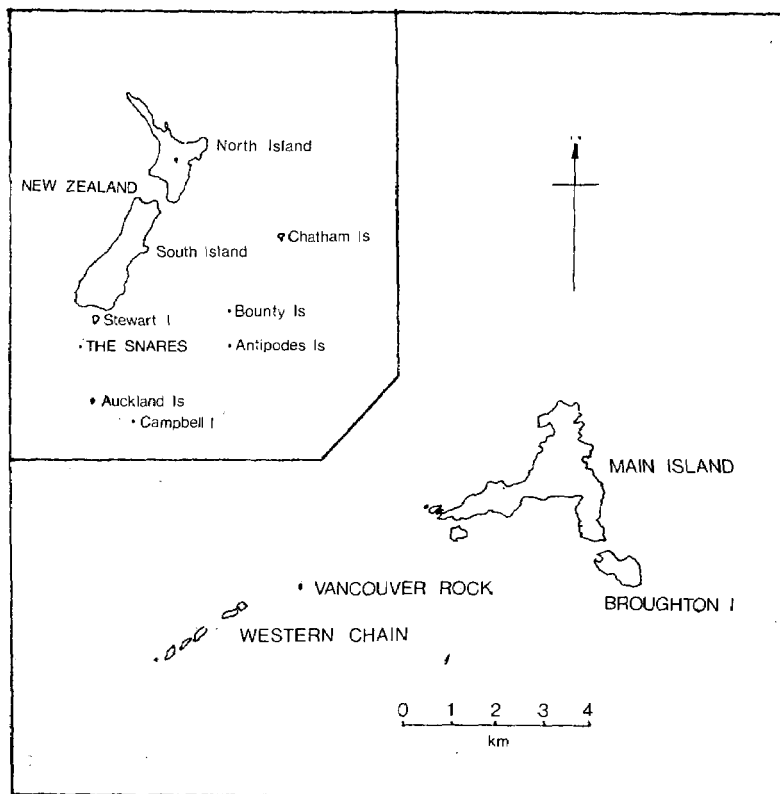 North Island
NEW ZEALAND
Chatham Is
South Island
Stewart I
Bounty Is
THE SNARES
Antipodes Is
Auckland Is
Campbell I
MAIN ISLAND
VANCOUVER ROCK
BROUGHTON I
WESTERN CHAIN
0 1 2 3 4
km